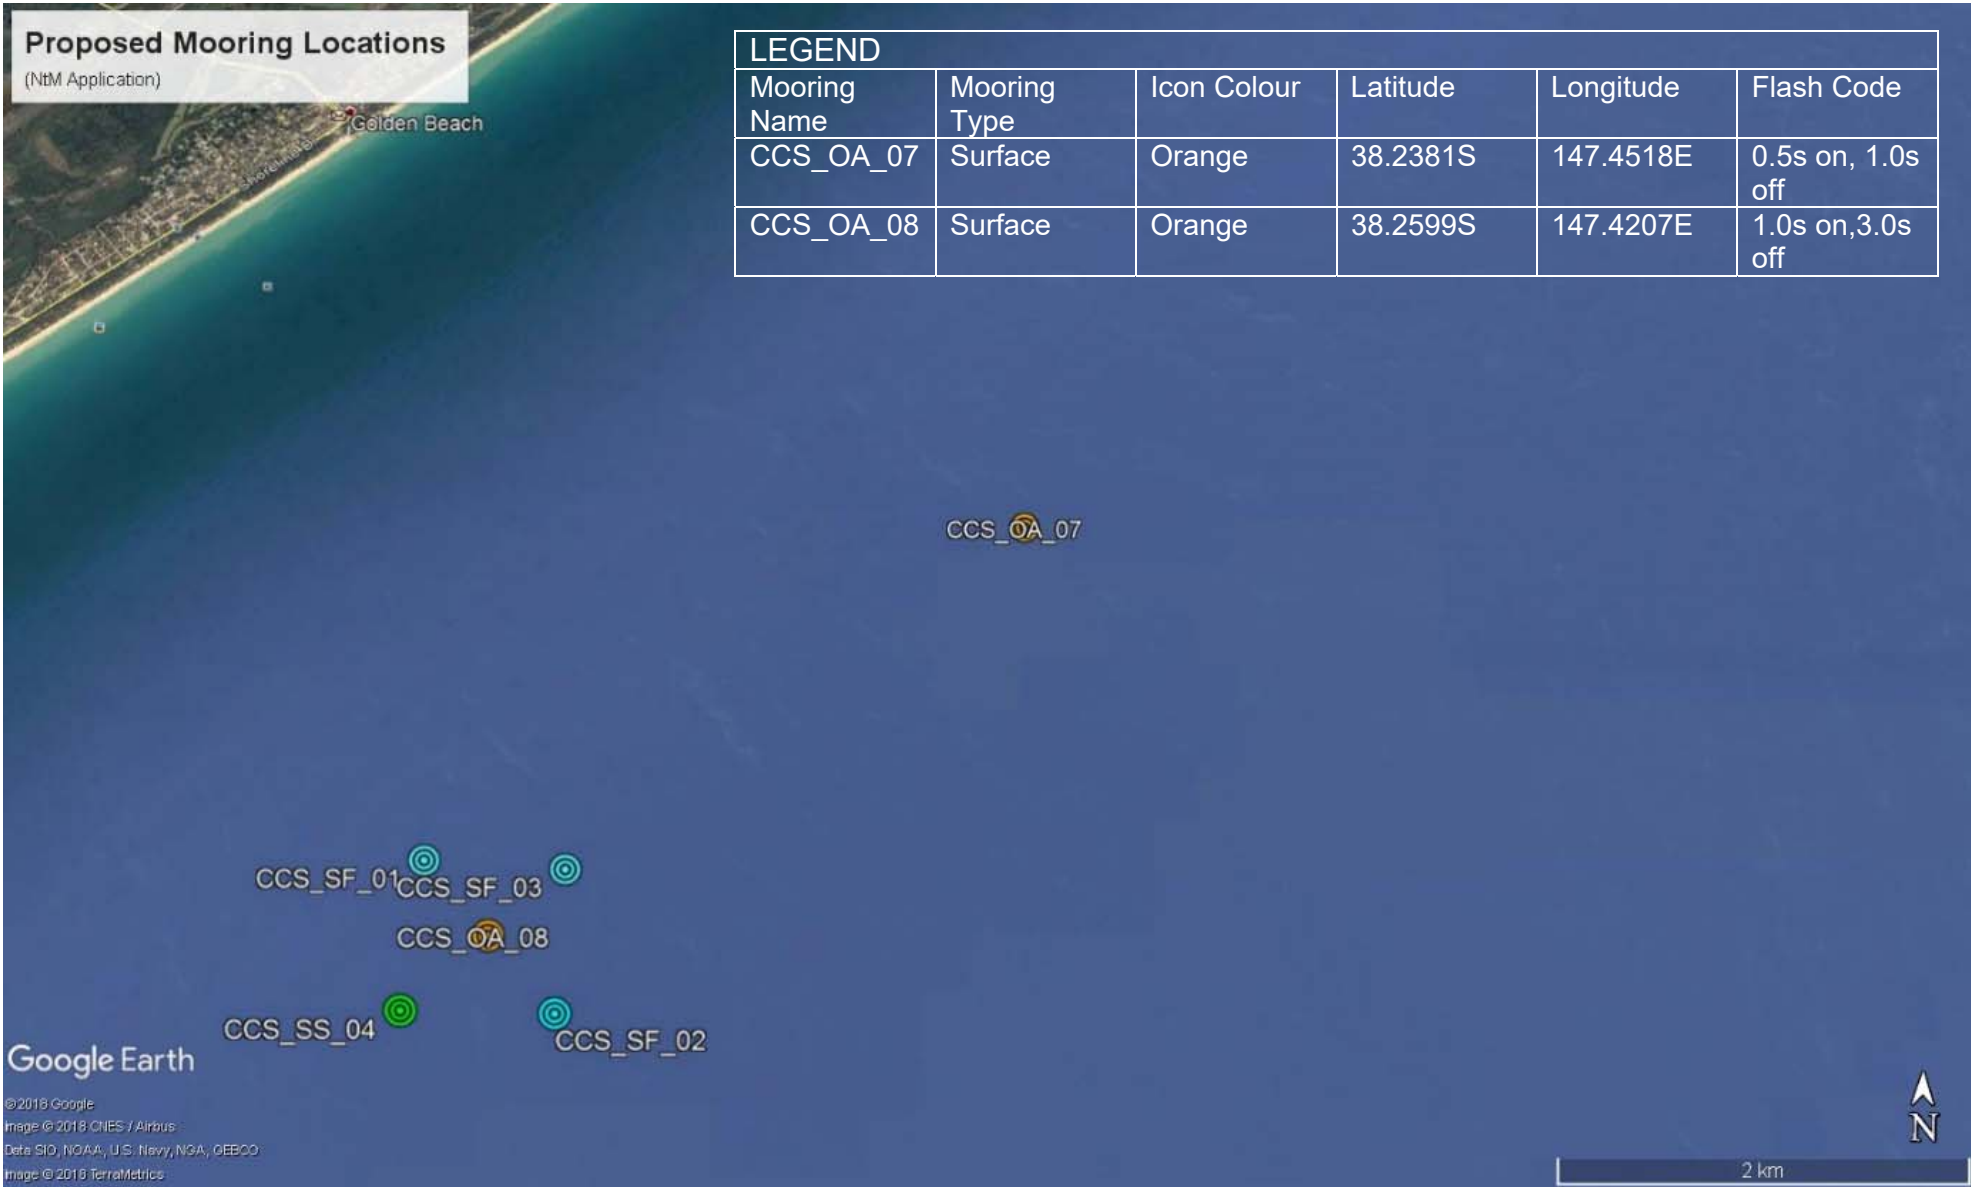 Proposed Mooring Locations
(NtM Application)
LEGEND
Mooring Name Mooring Type Icon Colour Latitude Longitude Flash Code
CCS_OA_07 Surface Orange 38.2381S 147.4518E 0.5s on, 1.0s off
CCS_OA_08 Surface Orange 38.2599S 147.4207E 1.0s on,3.0s off
Golden Beach
CCS_OA_07
CCS_SF_01
CCS_SF_03
CCS_OA_08
CCS_SS_04
CCS_SF_02
Google Earth
©2018 Google
Image © 2018 CNES / Airbus
Data SIO, NOAA, U.S. Navy, NGA, GEBCO
Image © 2018 TerraMetrics
N
2 km